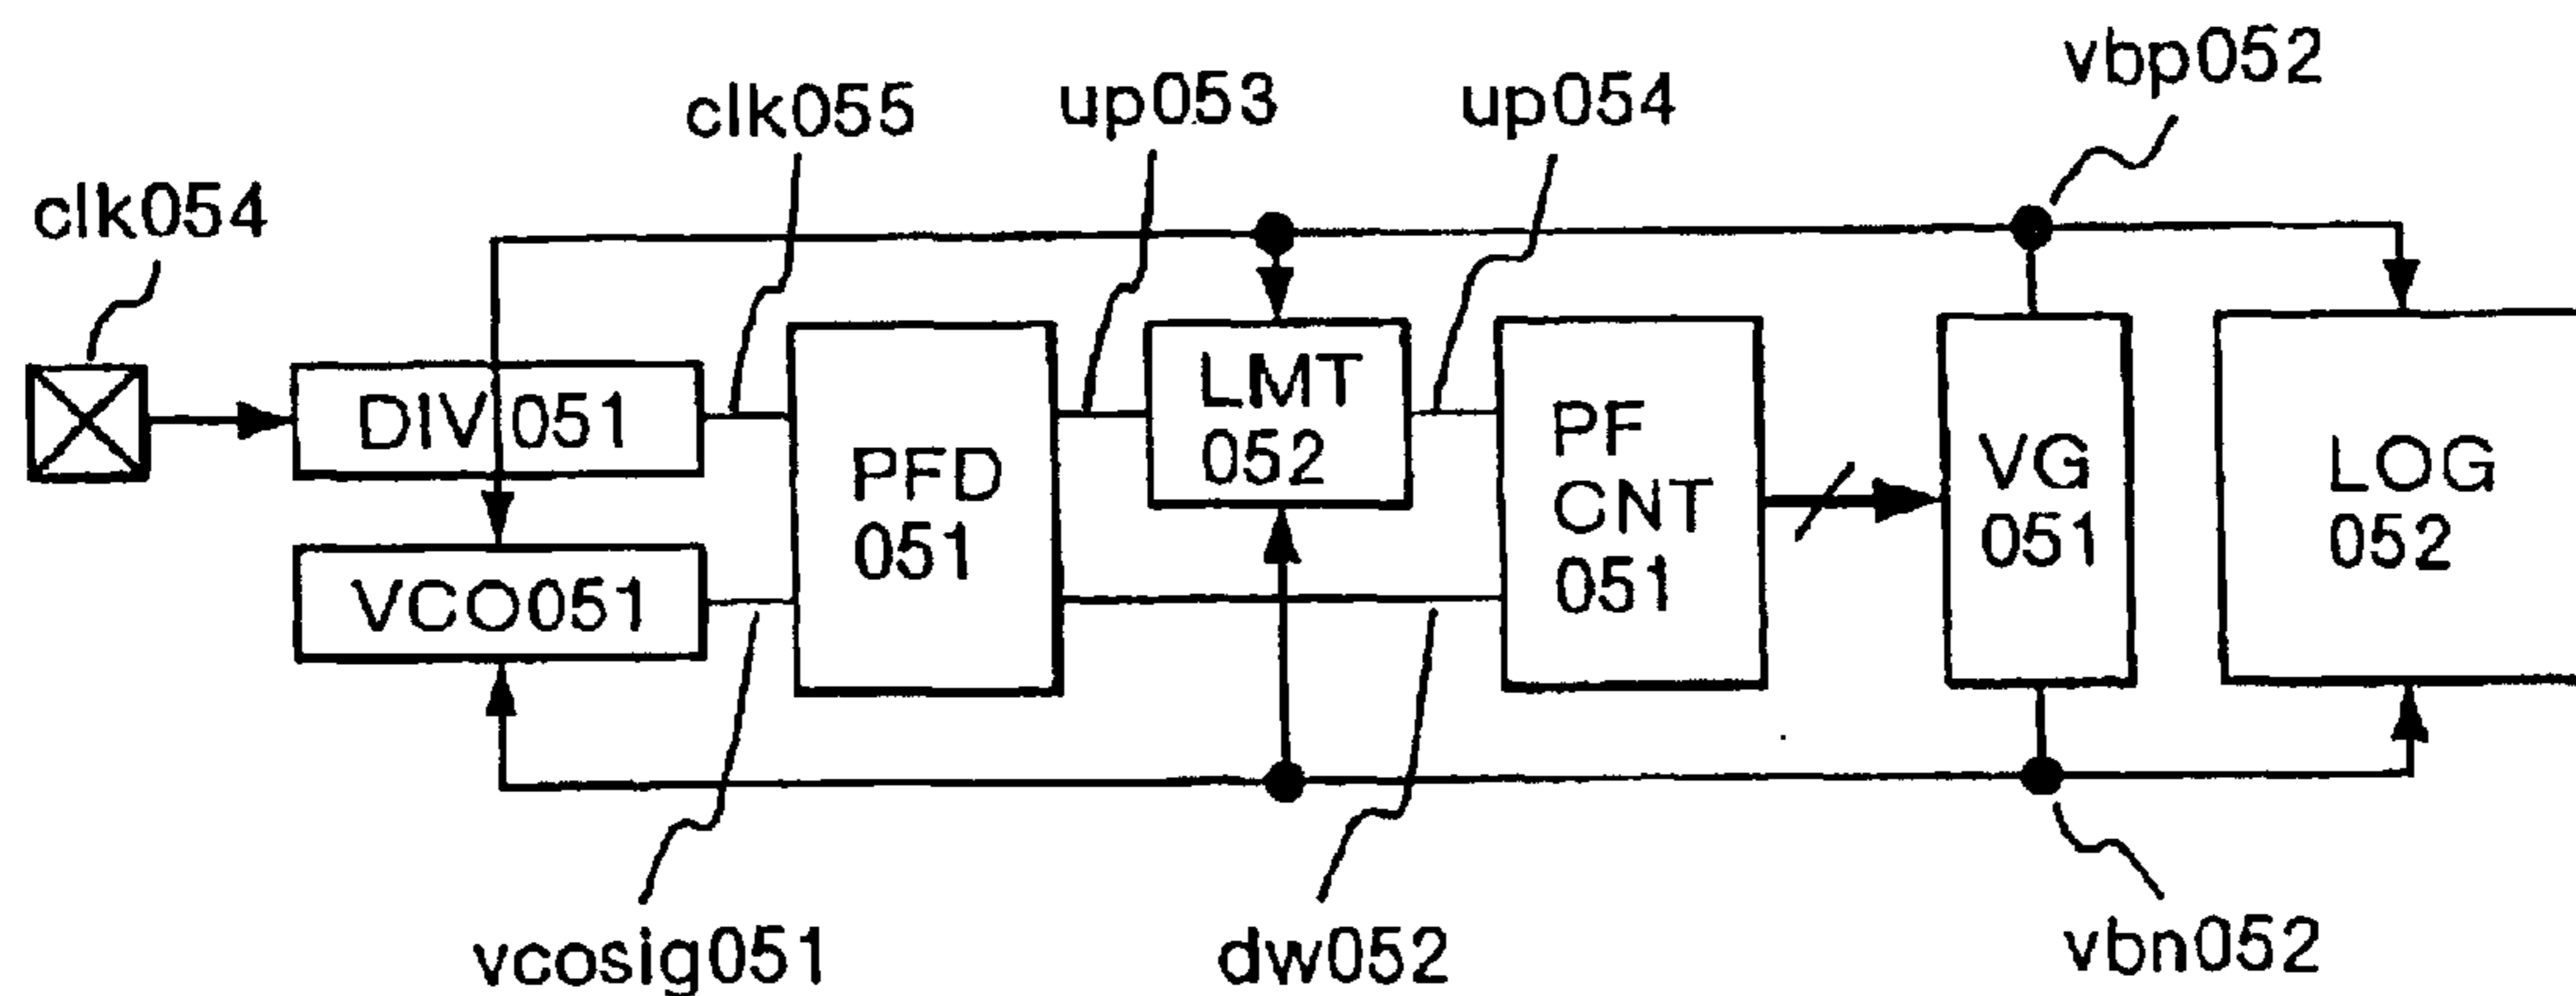 vbp052
clk055
up053
up054
clk054
DIV 051
VCO051
PFD
051
LMT
052
PF
CNT
051
VG
051
LOG
052
vcosig051
dw052
vbn052